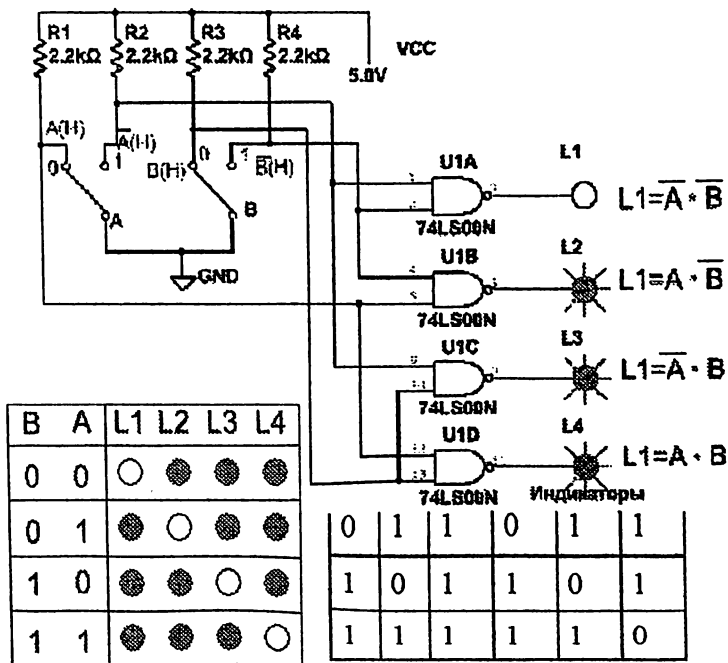 R1 R2 R3 R4
2.2kΩ 2.2kΩ 2.2kΩ 2.2kΩ
VCC
5.0V
A(H) A̅(H) B(H) B̅(H)
0 1 0 1
A B
GND
U1A L1
74LS00N L1=A̅ * B̅
U1B L2
74LS00N L1=A * B̅
U1C L3
74LS00N L1=A̅ * B
U1D L4
74LS00N L1=A * B
Индикаторы
B A L1 L2 L3 L4
0 0
0 1
1 0
1 1
0 1 1 0 1 1
1 0 1 1 0 1
1 1 1 1 1 0